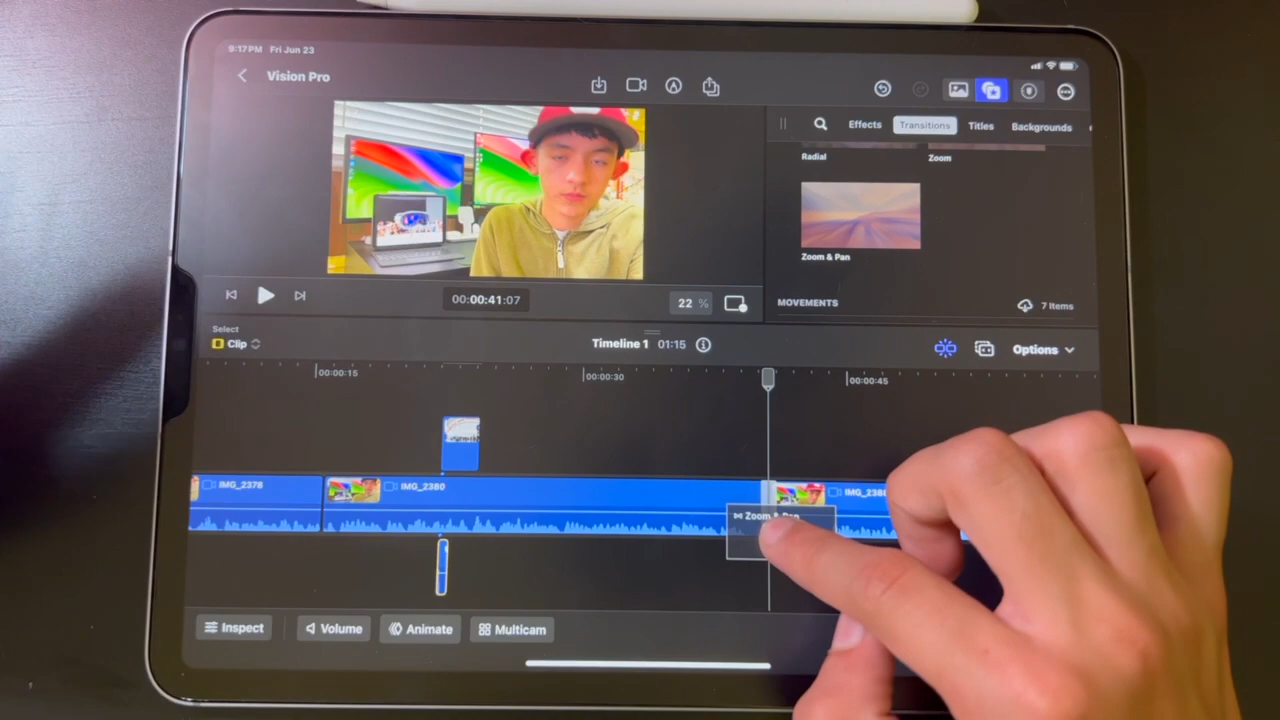 9:17 PM Fri Jun 23
Vision Pro
Effects
Transitions
Titles
Backgrounds
Radial
Zoom
Zoom & Pan
MOVEMENTS
7 Items
00:00:41:07
22 %
Select
Clip
Timeline 1 01:15
Options
00:00:15
00:00:30
00:00:45
IMG_2378
IMG_2380
Zoom & Pan
Inspect
Volume
Animate
Multicam